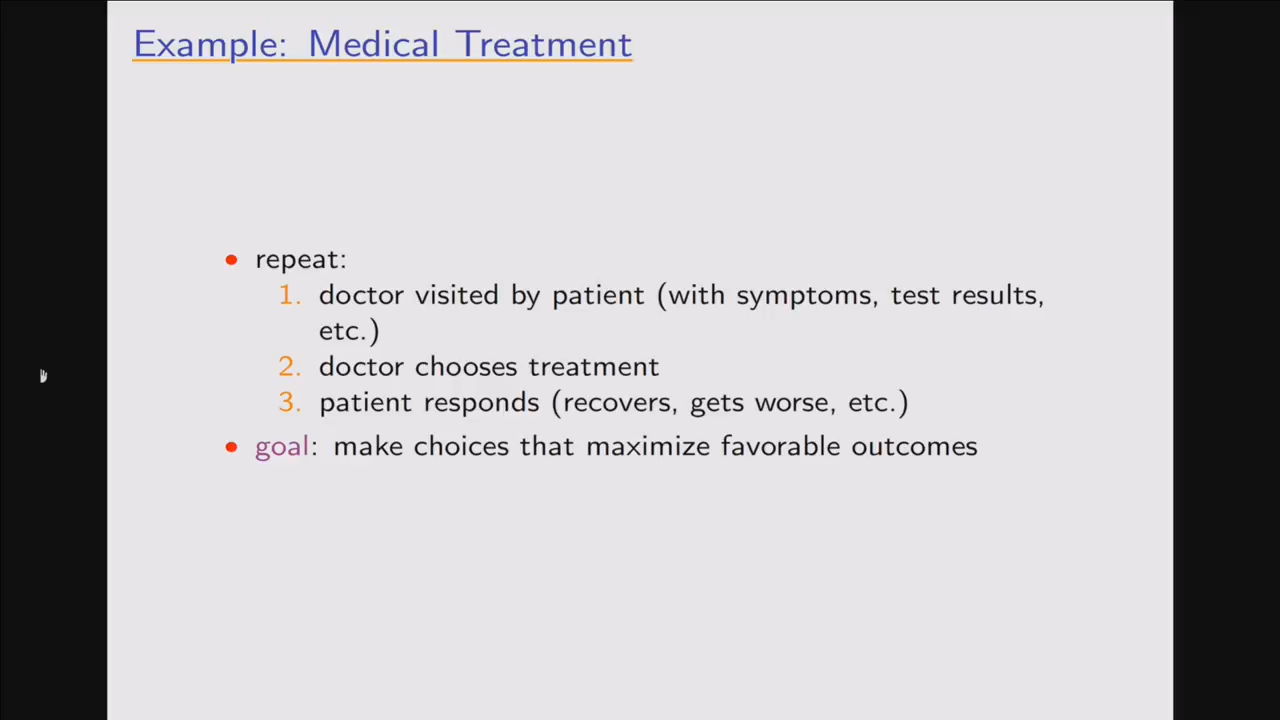 Example: Medical Treatment
• repeat:
1. doctor visited by patient (with symptoms, test results,
etc.)
2. doctor chooses treatment
3. patient responds (recovers, gets worse, etc.)
• goal: make choices that maximize favorable outcomes